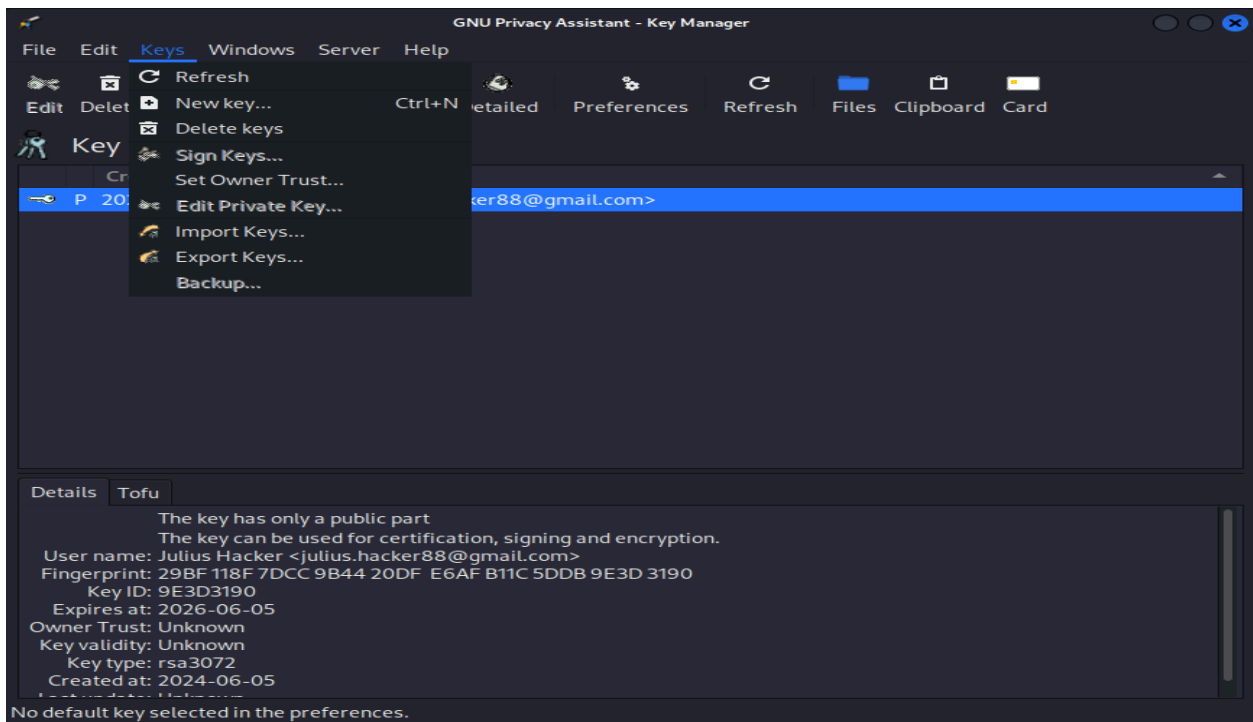 GNU Privacy Assistant - Key Manager
File Edit Keys Windows Server Help
Edit Delet etailed Preferences Refresh Files Clipboard Card
Refresh
New key... Ctrl+N
Delete keys
Sign Keys...
Set Owner Trust...
Edit Private Key...
Import Keys...
Export Keys...
Backup...
Key
Cr
P 20 ker88@gmail.com>
Details Tofu
The key has only a public part
The key can be used for certification, signing and encryption.
User name: Julius Hacker <julius.hacker88@gmail.com>
Fingerprint: 29BF 118F 7DCC 9B44 20DF E6AF B11C 5DDB 9E3D 3190
Key ID: 9E3D3190
Expires at: 2026-06-05
Owner Trust: Unknown
Key validity: Unknown
Key type: rsa3072
Created at: 2024-06-05
No default key selected in the preferences.